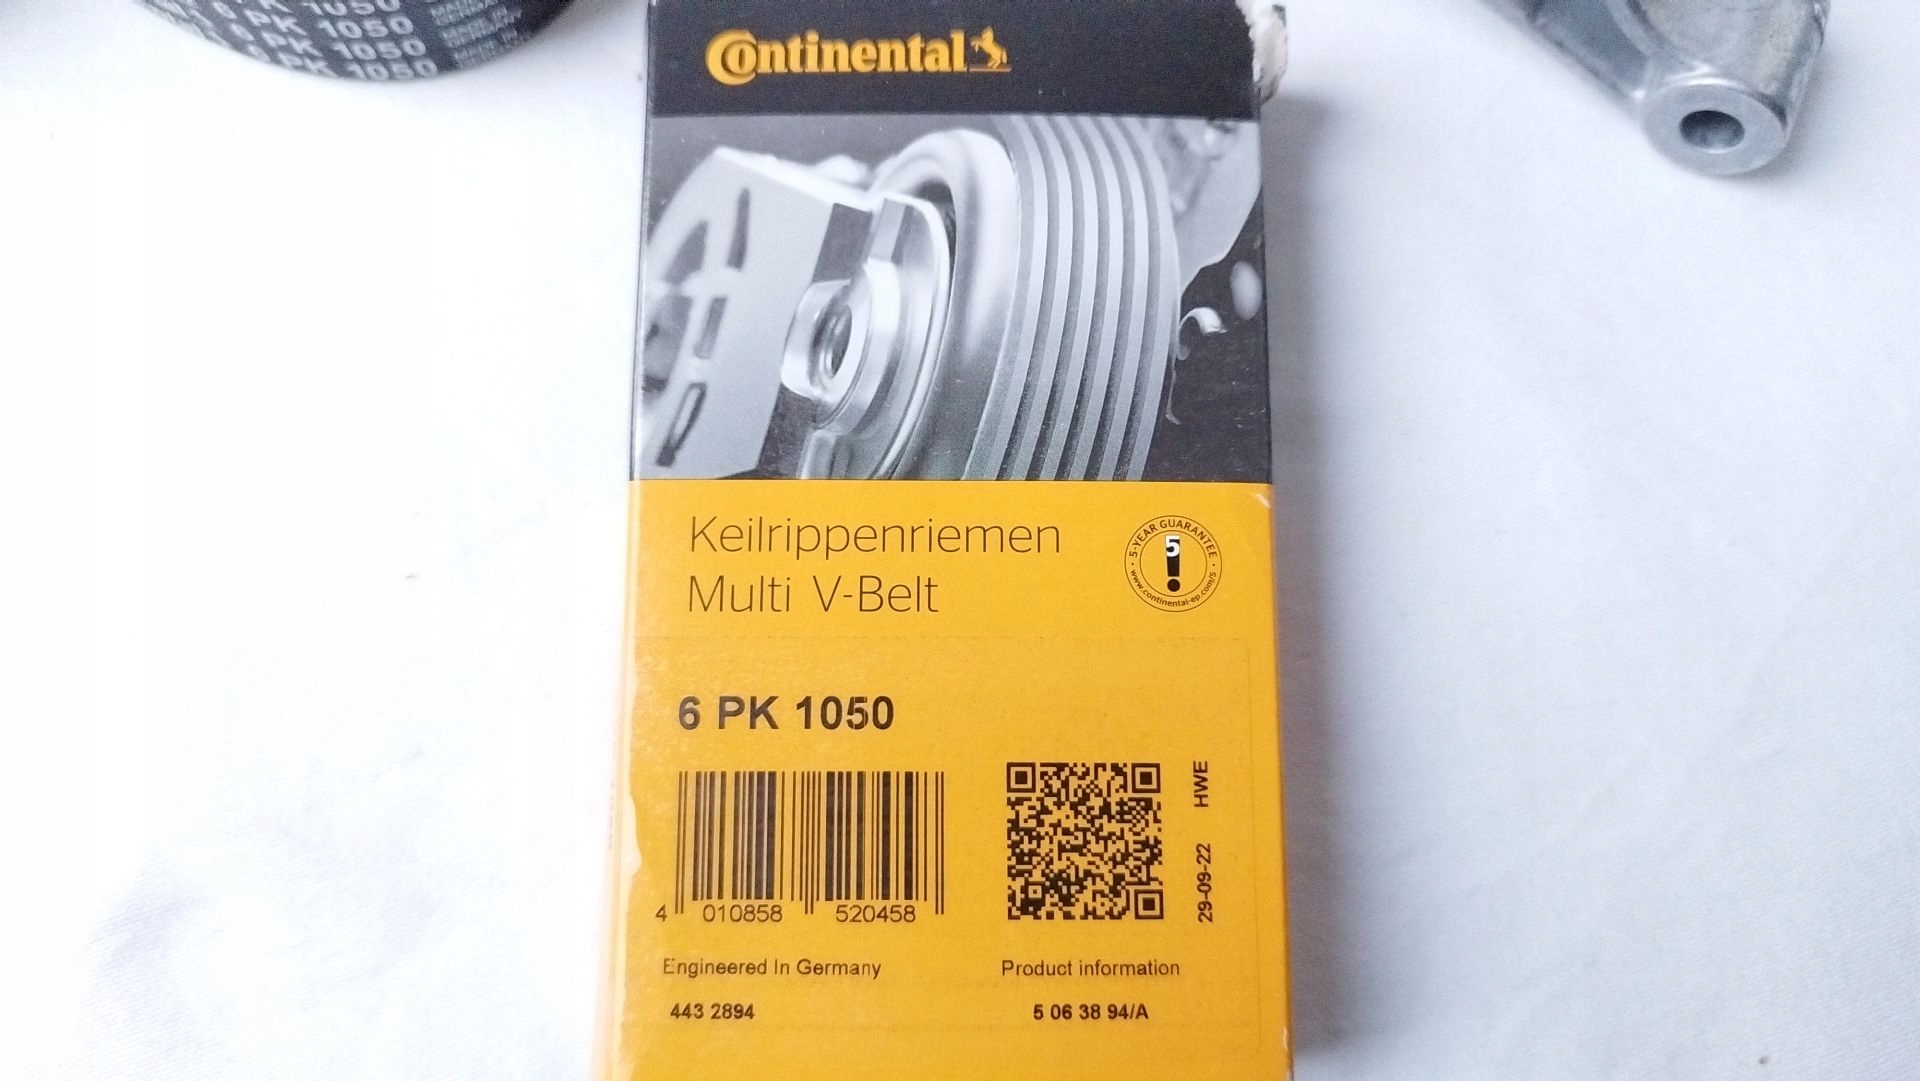 PK 1050
6 PK 1050
6 PK 1050
Continental
Keilrippenriemen
Multi V-Belt
5-YEAR GUARANTEE
5
www.continental-ep.com/5
6 PK 1050
4 010858 520458
HWE
29-09-22
Engineered In Germany
Product information
443 2894
5 06 38 94/A